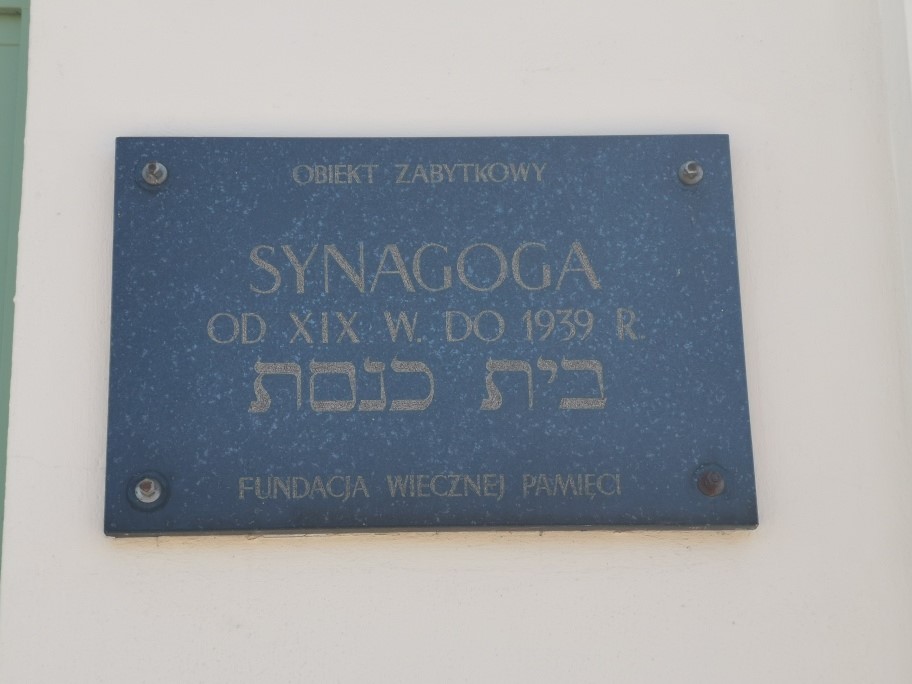 OBIEKT ZABYTKOWY
SYNAGOGA
OD XIX W. DO 1939 R.
בית כנסת
FUNDACJA WIECZNEJ PAMIĘCI